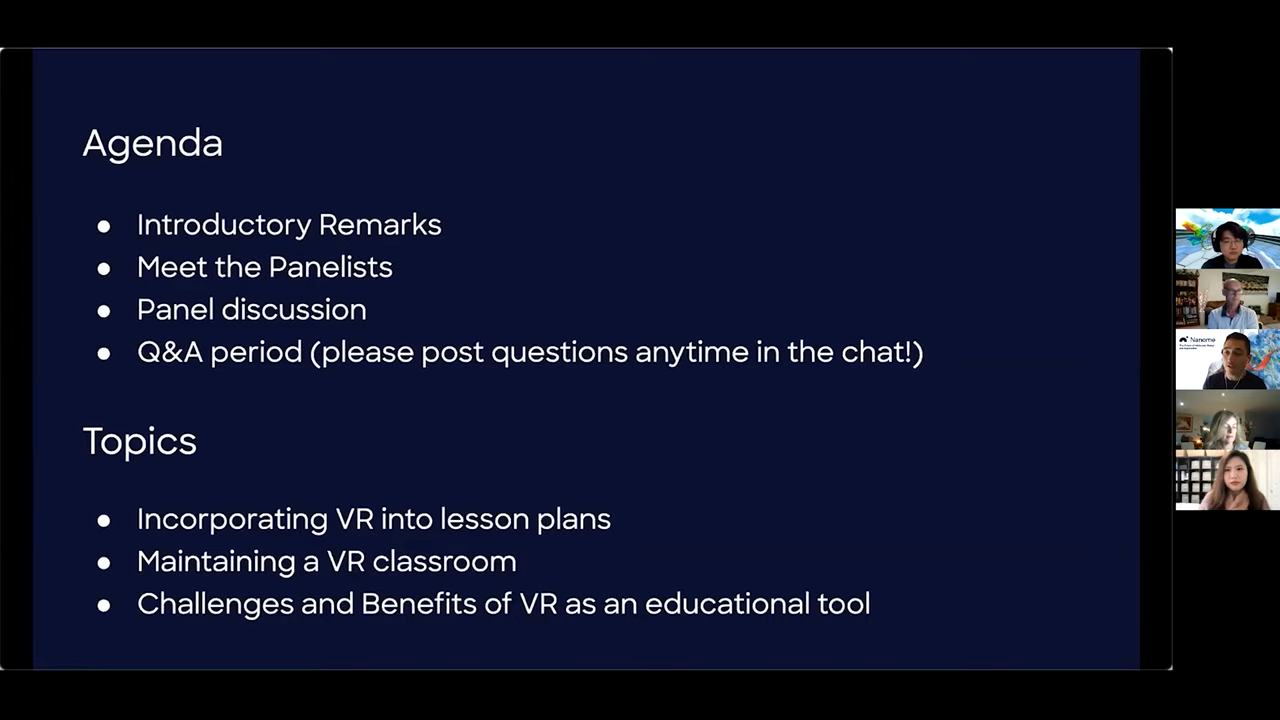 Agenda
● Introductory Remarks
● Meet the Panelists
● Panel discussion
● Q&A period (please post questions anytime in the chat!)
Topics
● Incorporating VR into lesson plans
● Maintaining a VR classroom
● Challenges and Benefits of VR as an educational tool
Nanome